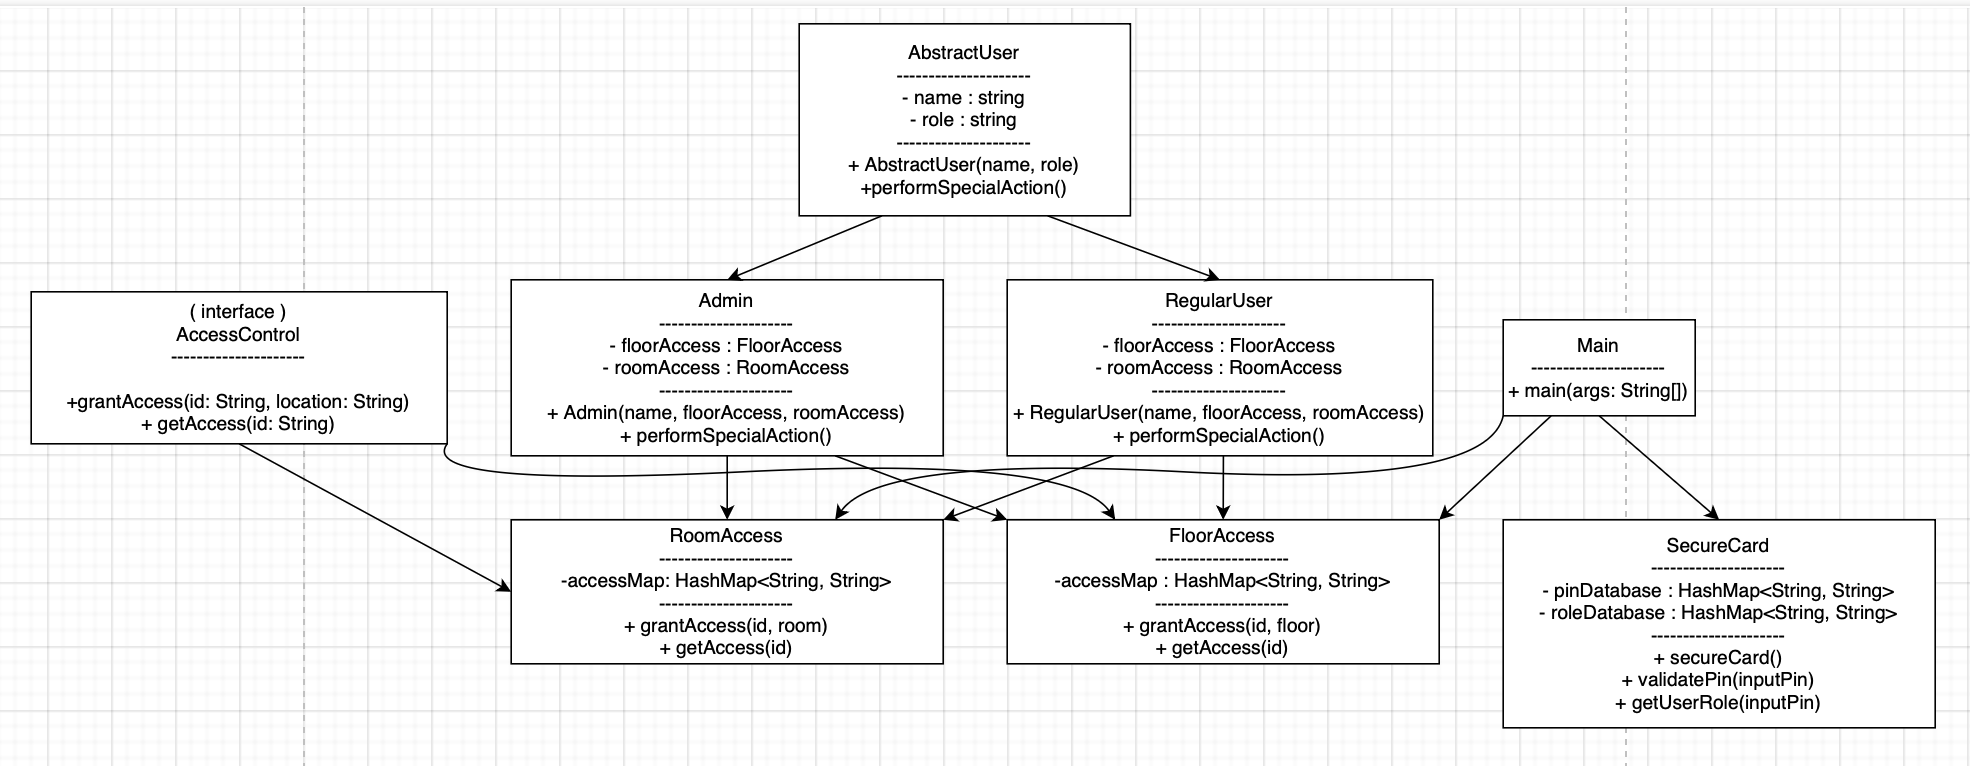 AbstractUser
---------------------
- name : string
- role : string
---------------------
+ AbstractUser(name, role)
+performSpecialAction()
( interface )
AccessControl
---------------------
+grantAccess(id: String, location: String)
+ getAccess(id: String)
Admin
---------------------
- floorAccess : FloorAccess
- roomAccess : RoomAccess
---------------------
+ Admin(name, floorAccess, roomAccess)
+ performSpecialAction()
RegularUser
---------------------
- floorAccess : FloorAccess
- roomAccess : RoomAccess
---------------------
+ RegularUser(name, floorAccess, roomAccess)
+ performSpecialAction()
Main
---------------------
+ main(args: String[])
RoomAccess
---------------------
-accessMap: HashMap<String, String>
---------------------
+ grantAccess(id, room)
+ getAccess(id)
FloorAccess
---------------------
-accessMap : HashMap<String, String>
---------------------
+ grantAccess(id, floor)
+ getAccess(id)
SecureCard
---------------------
- pinDatabase : HashMap<String, String>
- roleDatabase : HashMap<String, String>
---------------------
+ secureCard()
+ validatePin(inputPin)
+ getUserRole(inputPin)